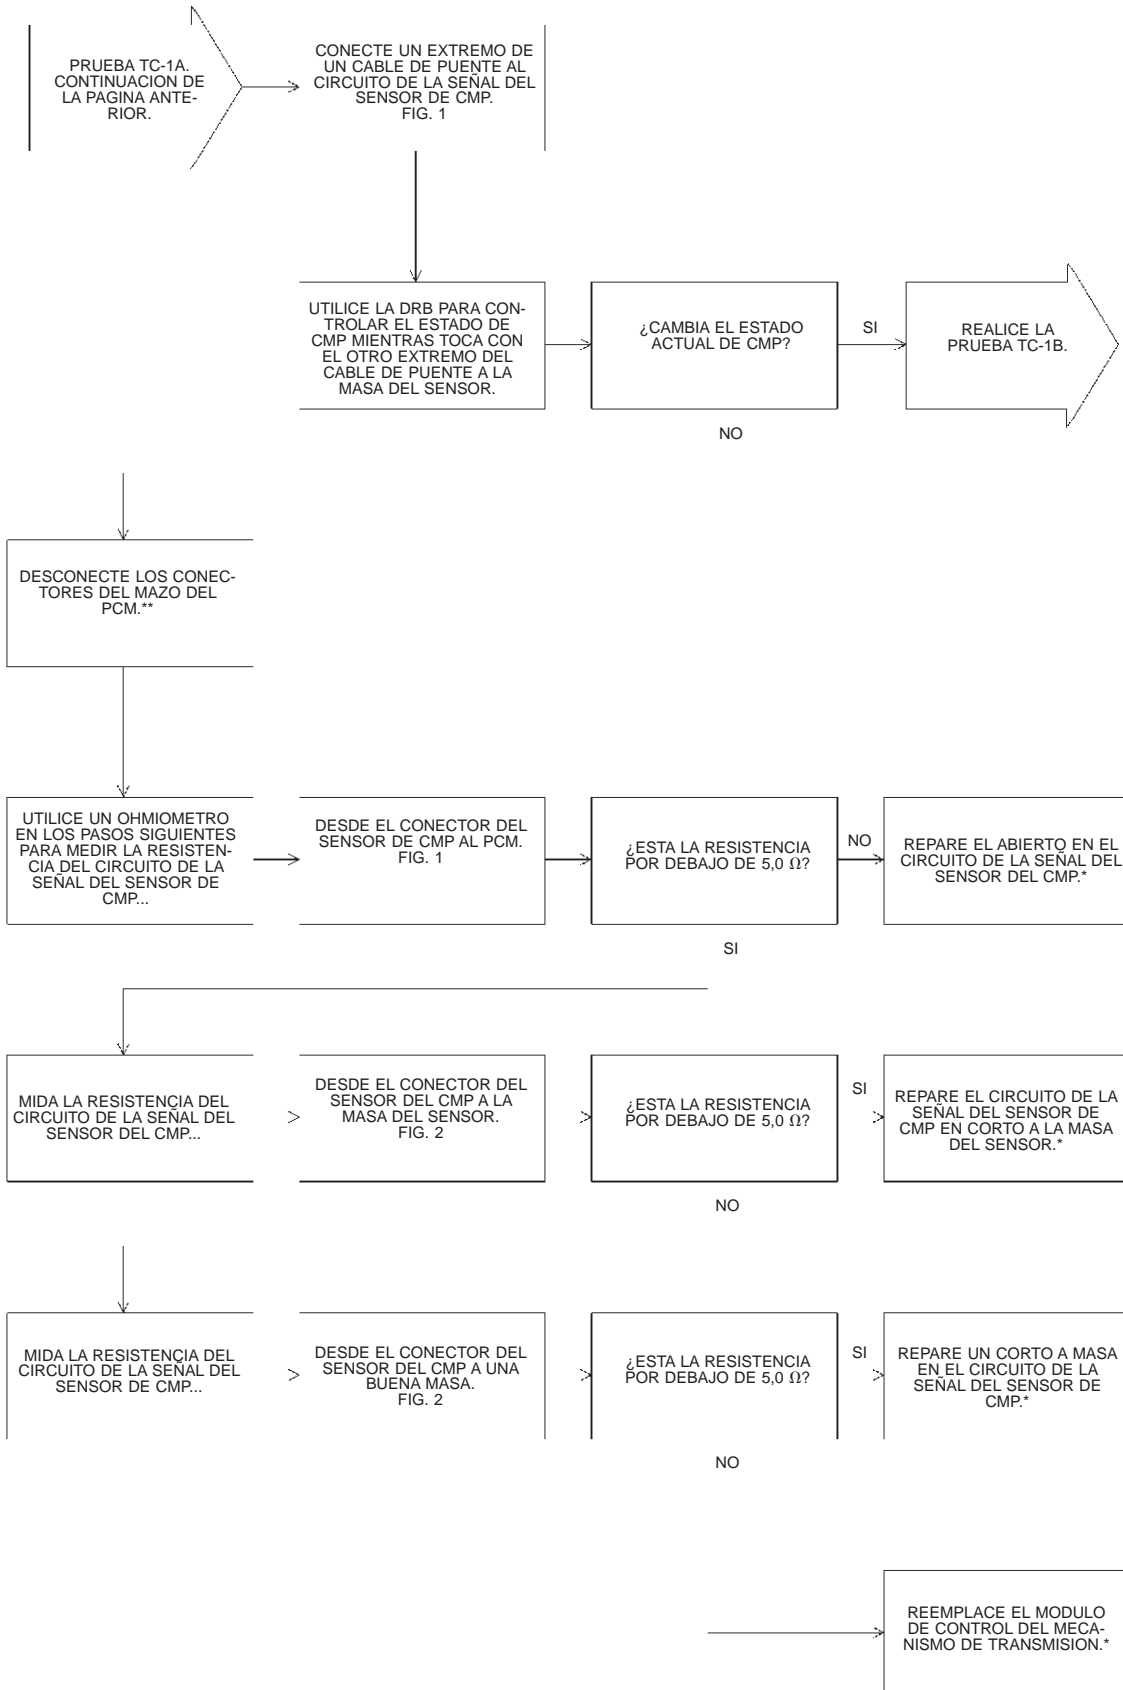 PRUEBA TC-1A.
CONTINUACION DE
LA PAGINA ANTE-
RIOR.
CONECTE UN EXTREMO DE
UN CABLE DE PUENTE AL
CIRCUITO DE LA SEÑAL DEL
SENSOR DE CMP.
FIG. 1
UTILICE LA DRB PARA CON-
TROLAR EL ESTADO DE
CMP MIENTRAS TOCA CON
EL OTRO EXTREMO DEL
CABLE DE PUENTE A LA
MASA DEL SENSOR.
¿CAMBIA EL ESTADO
ACTUAL DE CMP?
SI
REALICE LA
PRUEBA TC-1B.
NO
DESCONECTE LOS CONEC-
TORES DEL MAZO DEL
PCM.**
UTILICE UN OHMIOMETRO
EN LOS PASOS SIGUIENTES
PARA MEDIR LA RESISTEN-
CIA DEL CIRCUITO DE LA
SEÑAL DEL SENSOR DE
CMP...
DESDE EL CONECTOR DEL
SENSOR DE CMP AL PCM.
FIG. 1
¿ESTA LA RESISTENCIA
POR DEBAJO DE 5,0 Ω?
NO
REPARE EL ABIERTO EN EL
CIRCUITO DE LA SEÑAL DEL
SENSOR DEL CMP.*
SI
MIDA LA RESISTENCIA DEL
CIRCUITO DE LA SEÑAL DEL
SENSOR DEL CMP...
DESDE EL CONECTOR DEL
SENSOR DEL CMP A LA
MASA DEL SENSOR.
FIG. 2
¿ESTA LA RESISTENCIA
POR DEBAJO DE 5,0 Ω?
SI
REPARE EL CIRCUITO DE LA
SEÑAL DEL SENSOR DE
CMP EN CORTO A LA MASA
DEL SENSOR.*
NO
MIDA LA RESISTENCIA DEL
CIRCUITO DE LA SEÑAL DEL
SENSOR DE CMP...
DESDE EL CONECTOR DEL
SENSOR DEL CMP A UNA
BUENA MASA.
FIG. 2
¿ESTA LA RESISTENCIA
POR DEBAJO DE 5,0 Ω?
SI
REPARE UN CORTO A MASA
EN EL CIRCUITO DE LA
SEÑAL DEL SENSOR DE
CMP.*
NO
REEMPLACE EL MODULO
DE CONTROL DEL MECA-
NISMO DE TRANSMISION.*